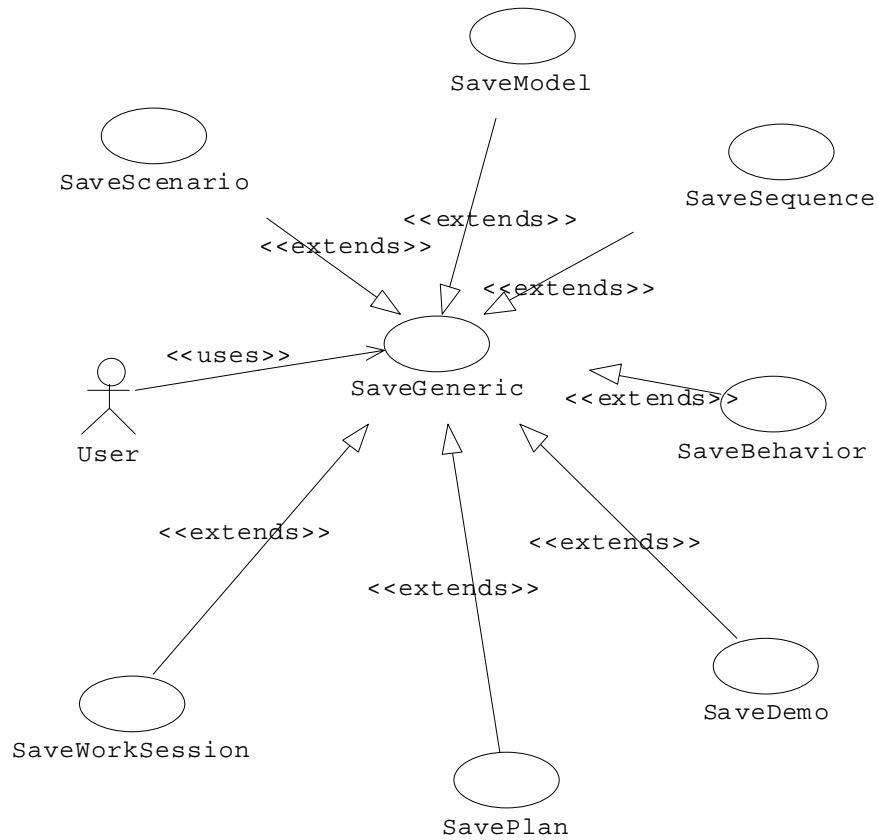 SaveModel
SaveScenario
SaveSequence
<<extends>>
<<extends>>
<<extends>>
<<uses>>
SaveGeneric
<<extends>>
User
SaveBehavior
<<extends>>
<<extends>>
<<extends>>
SaveDemo
SaveWorkSession
SavePlan